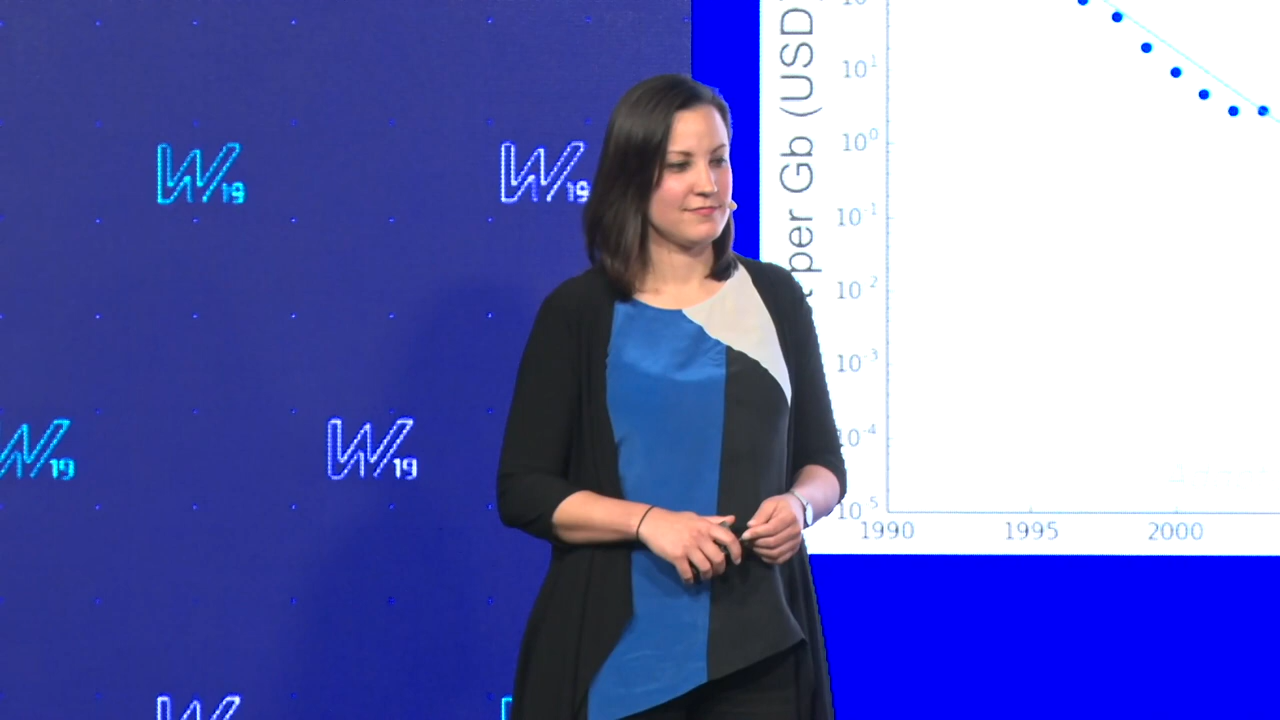 W19
W19
W19
W19
per Gb (USD)
10¹
10⁰
10⁻¹
10⁻²
10⁻³
10⁻⁴
10⁻⁵
1990
1995
2000